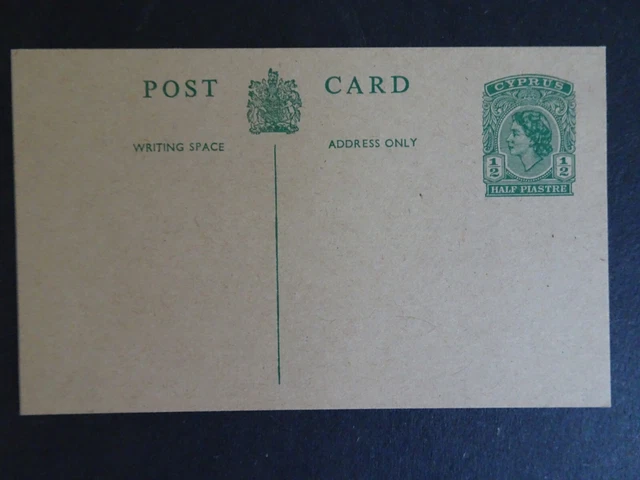 POST CARD
WRITING SPACE
ADDRESS ONLY
CYPRUS
1/2 1/2
HALF PIASTRE